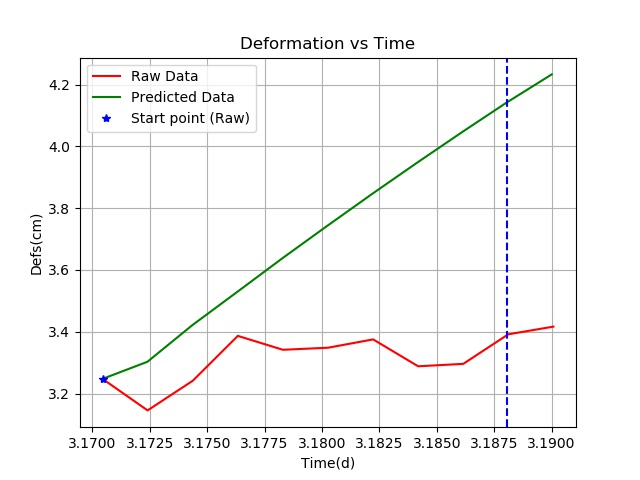 Deformation vs Time
Raw Data
Predicted Data
Start point (Raw)
Defs(cm)
4.2
4.0
3.8
3.6
3.4
3.2
3.1700 3.1725 3.1750 3.1775 3.1800 3.1825 3.1850 3.1875 3.1900
Time(d)